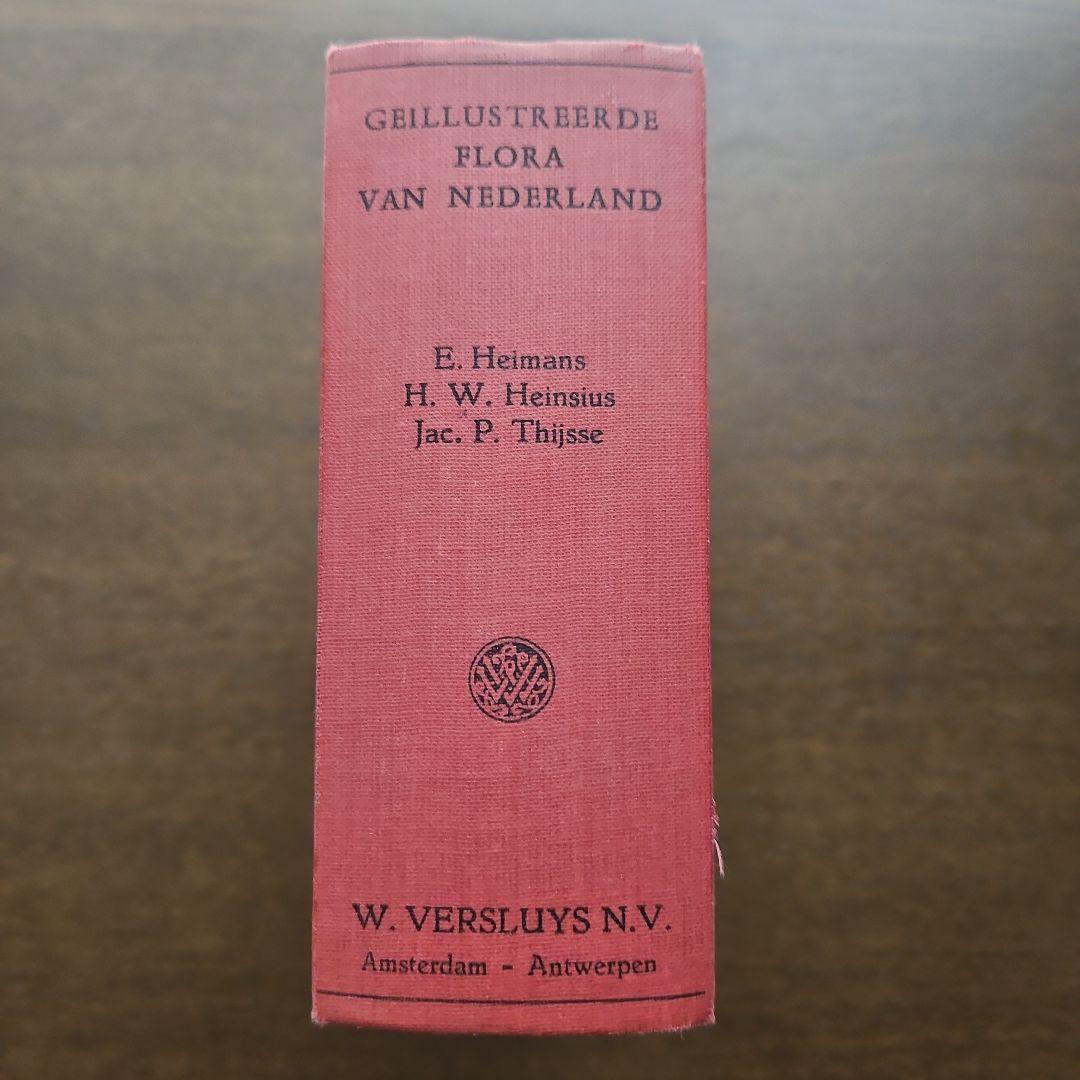 GEILLUSTREERDE
FLORA
VAN NEDERLAND
E. Heimans
H. W. Heinsius
Jac. P. Thijsse
W. VERSLUYS N.V.
Amsterdam - Antwerpen